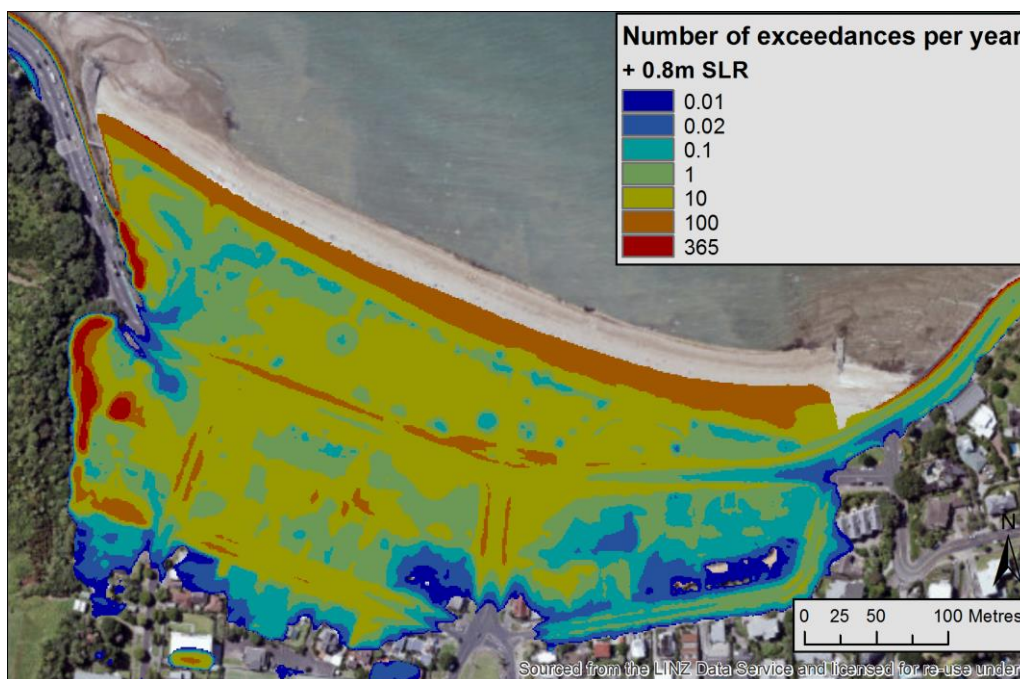 Number of exceedances per year
+ 0.8m SLR
0.01
0.02
0.1
1
10
100
365
N
0 25 50 100 Metres
Sourced from the LINZ Data Service and licensed for re-use under